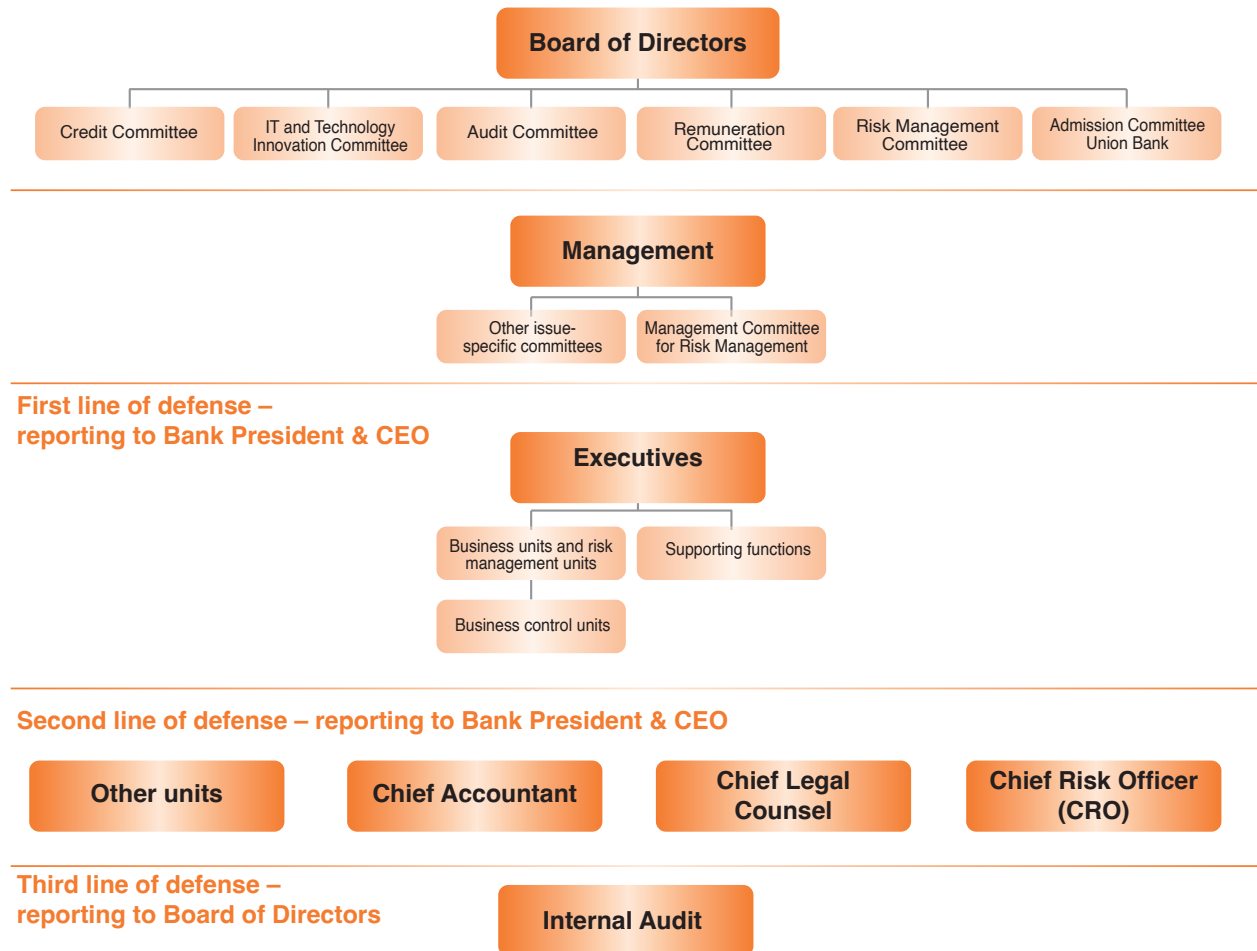 Board of Directors
Credit Committee
IT and Technology
Innovation Committee
Audit Committee
Remuneration
Committee
Risk Management
Committee
Admission Committee
Union Bank
Management
Other issue-
specific committees
Management Committee
for Risk Management
First line of defense –
reporting to Bank President & CEO
Executives
Business units and risk
management units
Supporting functions
Business control units
Second line of defense – reporting to Bank President & CEO
Other units
Chief Accountant
Chief Legal
Counsel
Chief Risk Officer
(CRO)
Third line of defense –
reporting to Board of Directors
Internal Audit